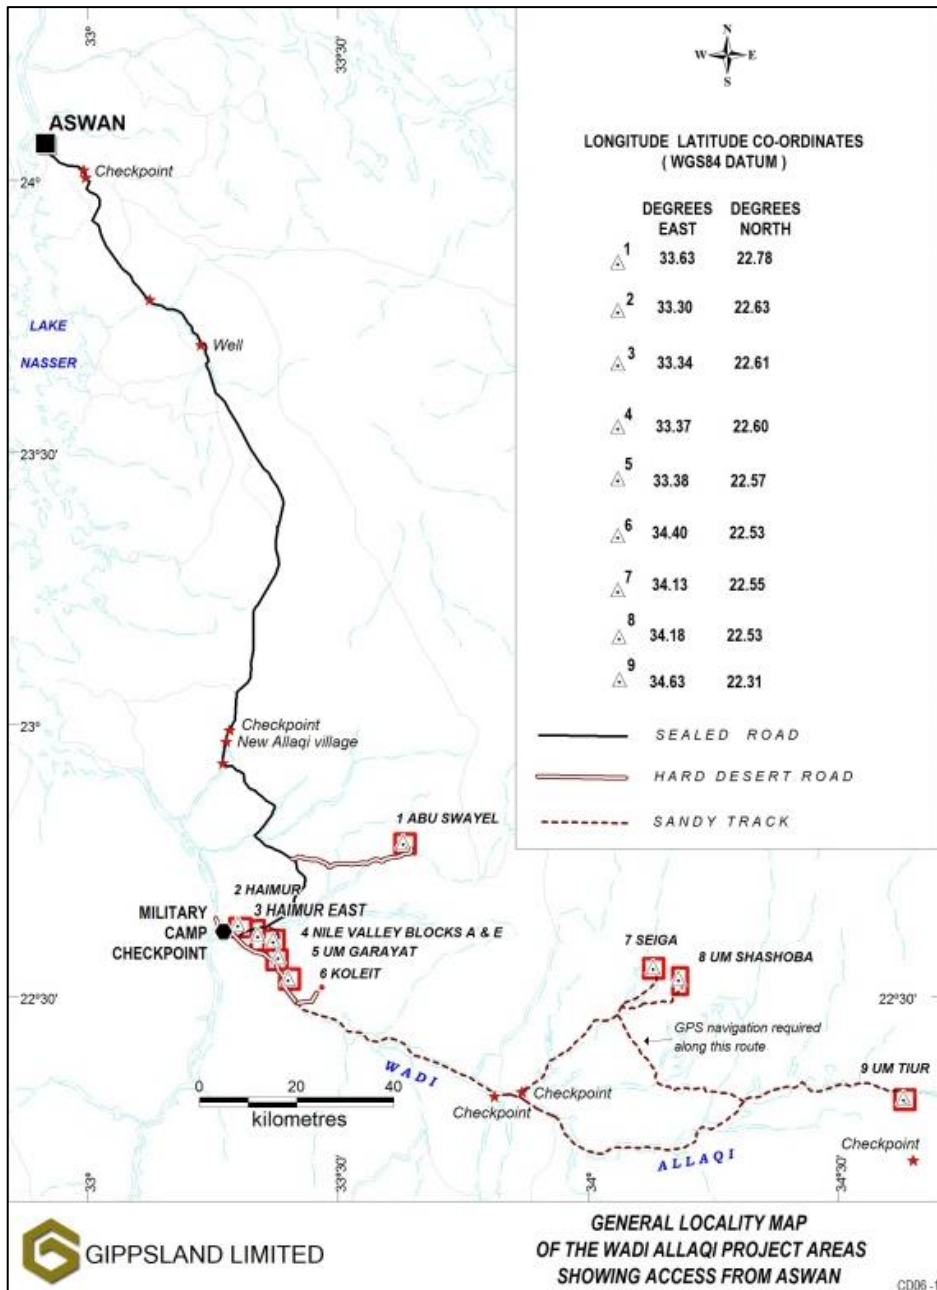 33°
33°30'
N
W E
S
ASWAN
Checkpoint
24°
LONGITUDE LATITUDE CO-ORDINATES
( WGS84 DATUM )
DEGREES EAST DEGREES NORTH
1 33.63 22.78
2 33.30 22.63
3 33.34 22.61
4 33.37 22.60
5 33.38 22.57
6 34.40 22.53
7 34.13 22.55
8 34.18 22.53
9 34.63 22.31
SEALED ROAD
HARD DESERT ROAD
SANDY TRACK
LAKE
NASSER
Well
23°30'
23°
Checkpoint
New Allaqi village
1 ABU SWAYEL
2 HAIMUR
3 HAIMUR EAST
4 NILE VALLEY BLOCKS A & E
5 UM GARAYAT
6 KOLEIT
MILITARY
CAMP
CHECKPOINT
7 SEIGA
8 UM SHASHOBA
22°30'
22°30'
GPS navigation required
along this route
WADI
9 UM TIUR
0 20 40
kilometres
Checkpoint
Checkpoint
ALLAQI
Checkpoint
33°
33°30'
34°
34°30'
GIPPSLAND LIMITED
GENERAL LOCALITY MAP
OF THE WADI ALLAQI PROJECT AREAS
SHOWING ACCESS FROM ASWAN